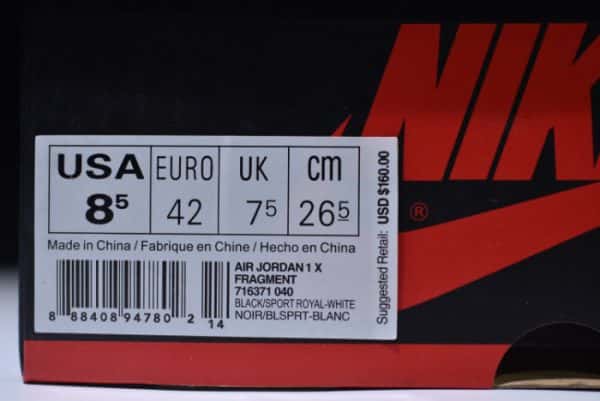 NIK
USA EURO UK cm
8⁵ 42 7⁵ 26⁵
Made in China / Fabrique en Chine / Hecho en China
AIR JORDAN 1 X
FRAGMENT
716371 040
BLACK/SPORT ROYAL-WHITE
NOIR/BLSPRT-BLANC
8 88408 94780 2 14
Suggested Retail: USD $160.00
®